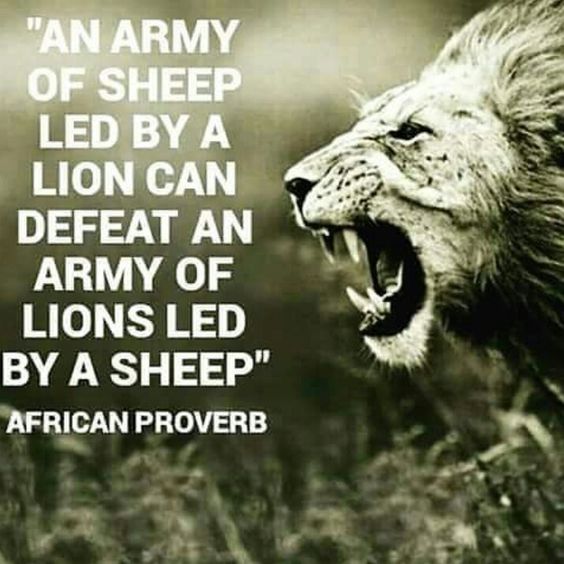 "AN ARMY
OF SHEEP
LED BY A
LION CAN
DEFEAT AN
ARMY OF
LIONS LED
BY A SHEEP"
AFRICAN PROVERB